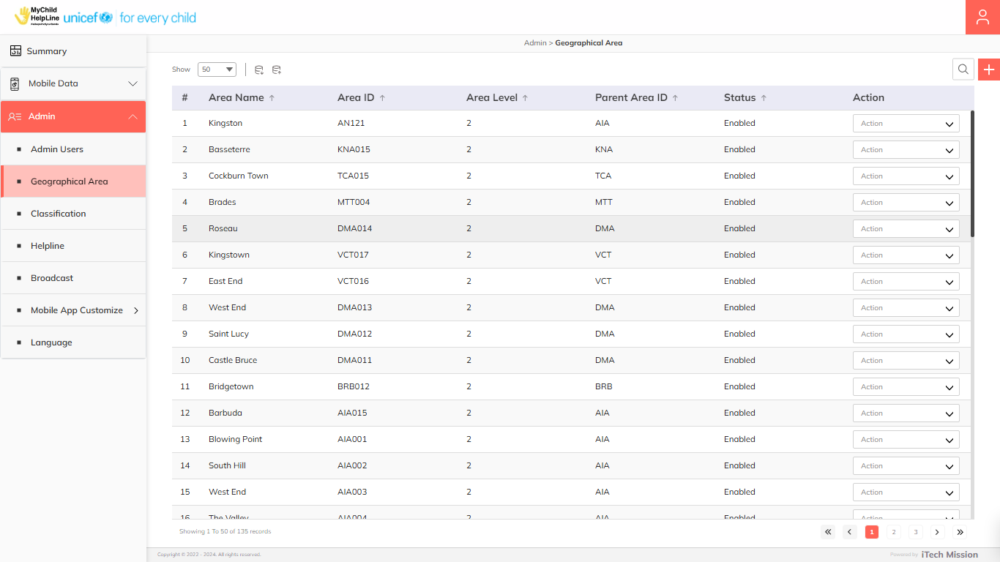 MyChild
HelpLine
unicef for every child
Summary
Mobile Data
Admin
Admin Users
Geographical Area
Classification
Helpline
Broadcast
Mobile App Customize
Language
Admin > Geographical Area
Show 50
# Area Name ↑ Area ID ↑ Area Level ↑ Parent Area ID ↑ Status ↑ Action
1 Kingston AN121 2 AIA Enabled Action
2 Basseterre KNA015 2 KNA Enabled Action
3 Cockburn Town TCA015 2 TCA Enabled Action
4 Brades MTT004 2 MTT Enabled Action
5 Roseau DMA014 2 DMA Enabled Action
6 Kingstown VCT017 2 VCT Enabled Action
7 East End VCT016 2 VCT Enabled Action
8 West End DMA013 2 DMA Enabled Action
9 Saint Lucy DMA012 2 DMA Enabled Action
10 Castle Bruce DMA011 2 DMA Enabled Action
11 Bridgetown BRB012 2 BRB Enabled Action
12 Barbuda AIA015 2 AIA Enabled Action
13 Blowing Point AIA001 2 AIA Enabled Action
14 South Hill AIA002 2 AIA Enabled Action
15 West End AIA003 2 AIA Enabled Action
16 The Valley AIA004 2 AIA Enabled Action
Showing 1 To 50 of 135 records
« ‹ 1 2 3 › »
Copyright © 2022 - 2024. All rights reserved.
Powered by iTech Mission